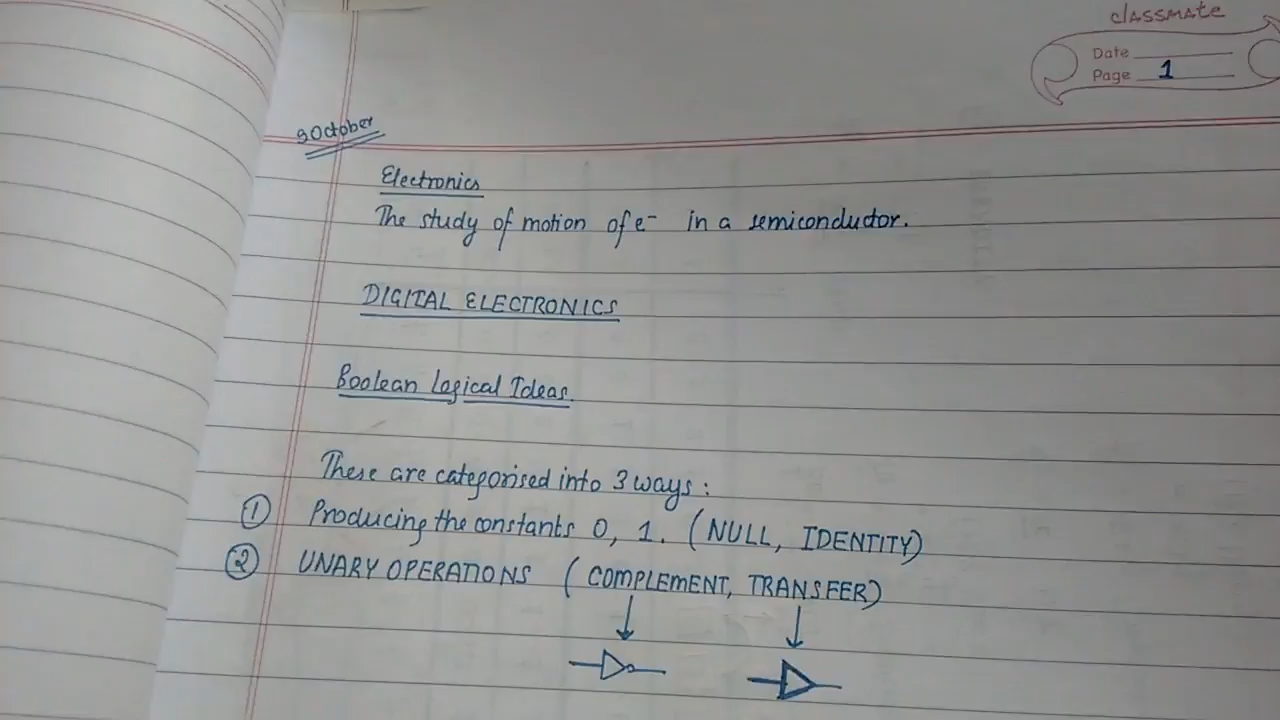 classmate
Date
Page 1
9 October
Electronics
The study of motion of e⁻ in a semiconductor.
DIGITAL ELECTRONICS
Boolean Logical Ideas.
These are categorised into 3 ways :
① Producing the constants 0, 1. (NULL, IDENTITY)
② UNARY OPERATIONS ( COMPLEMENT, TRANSFER)